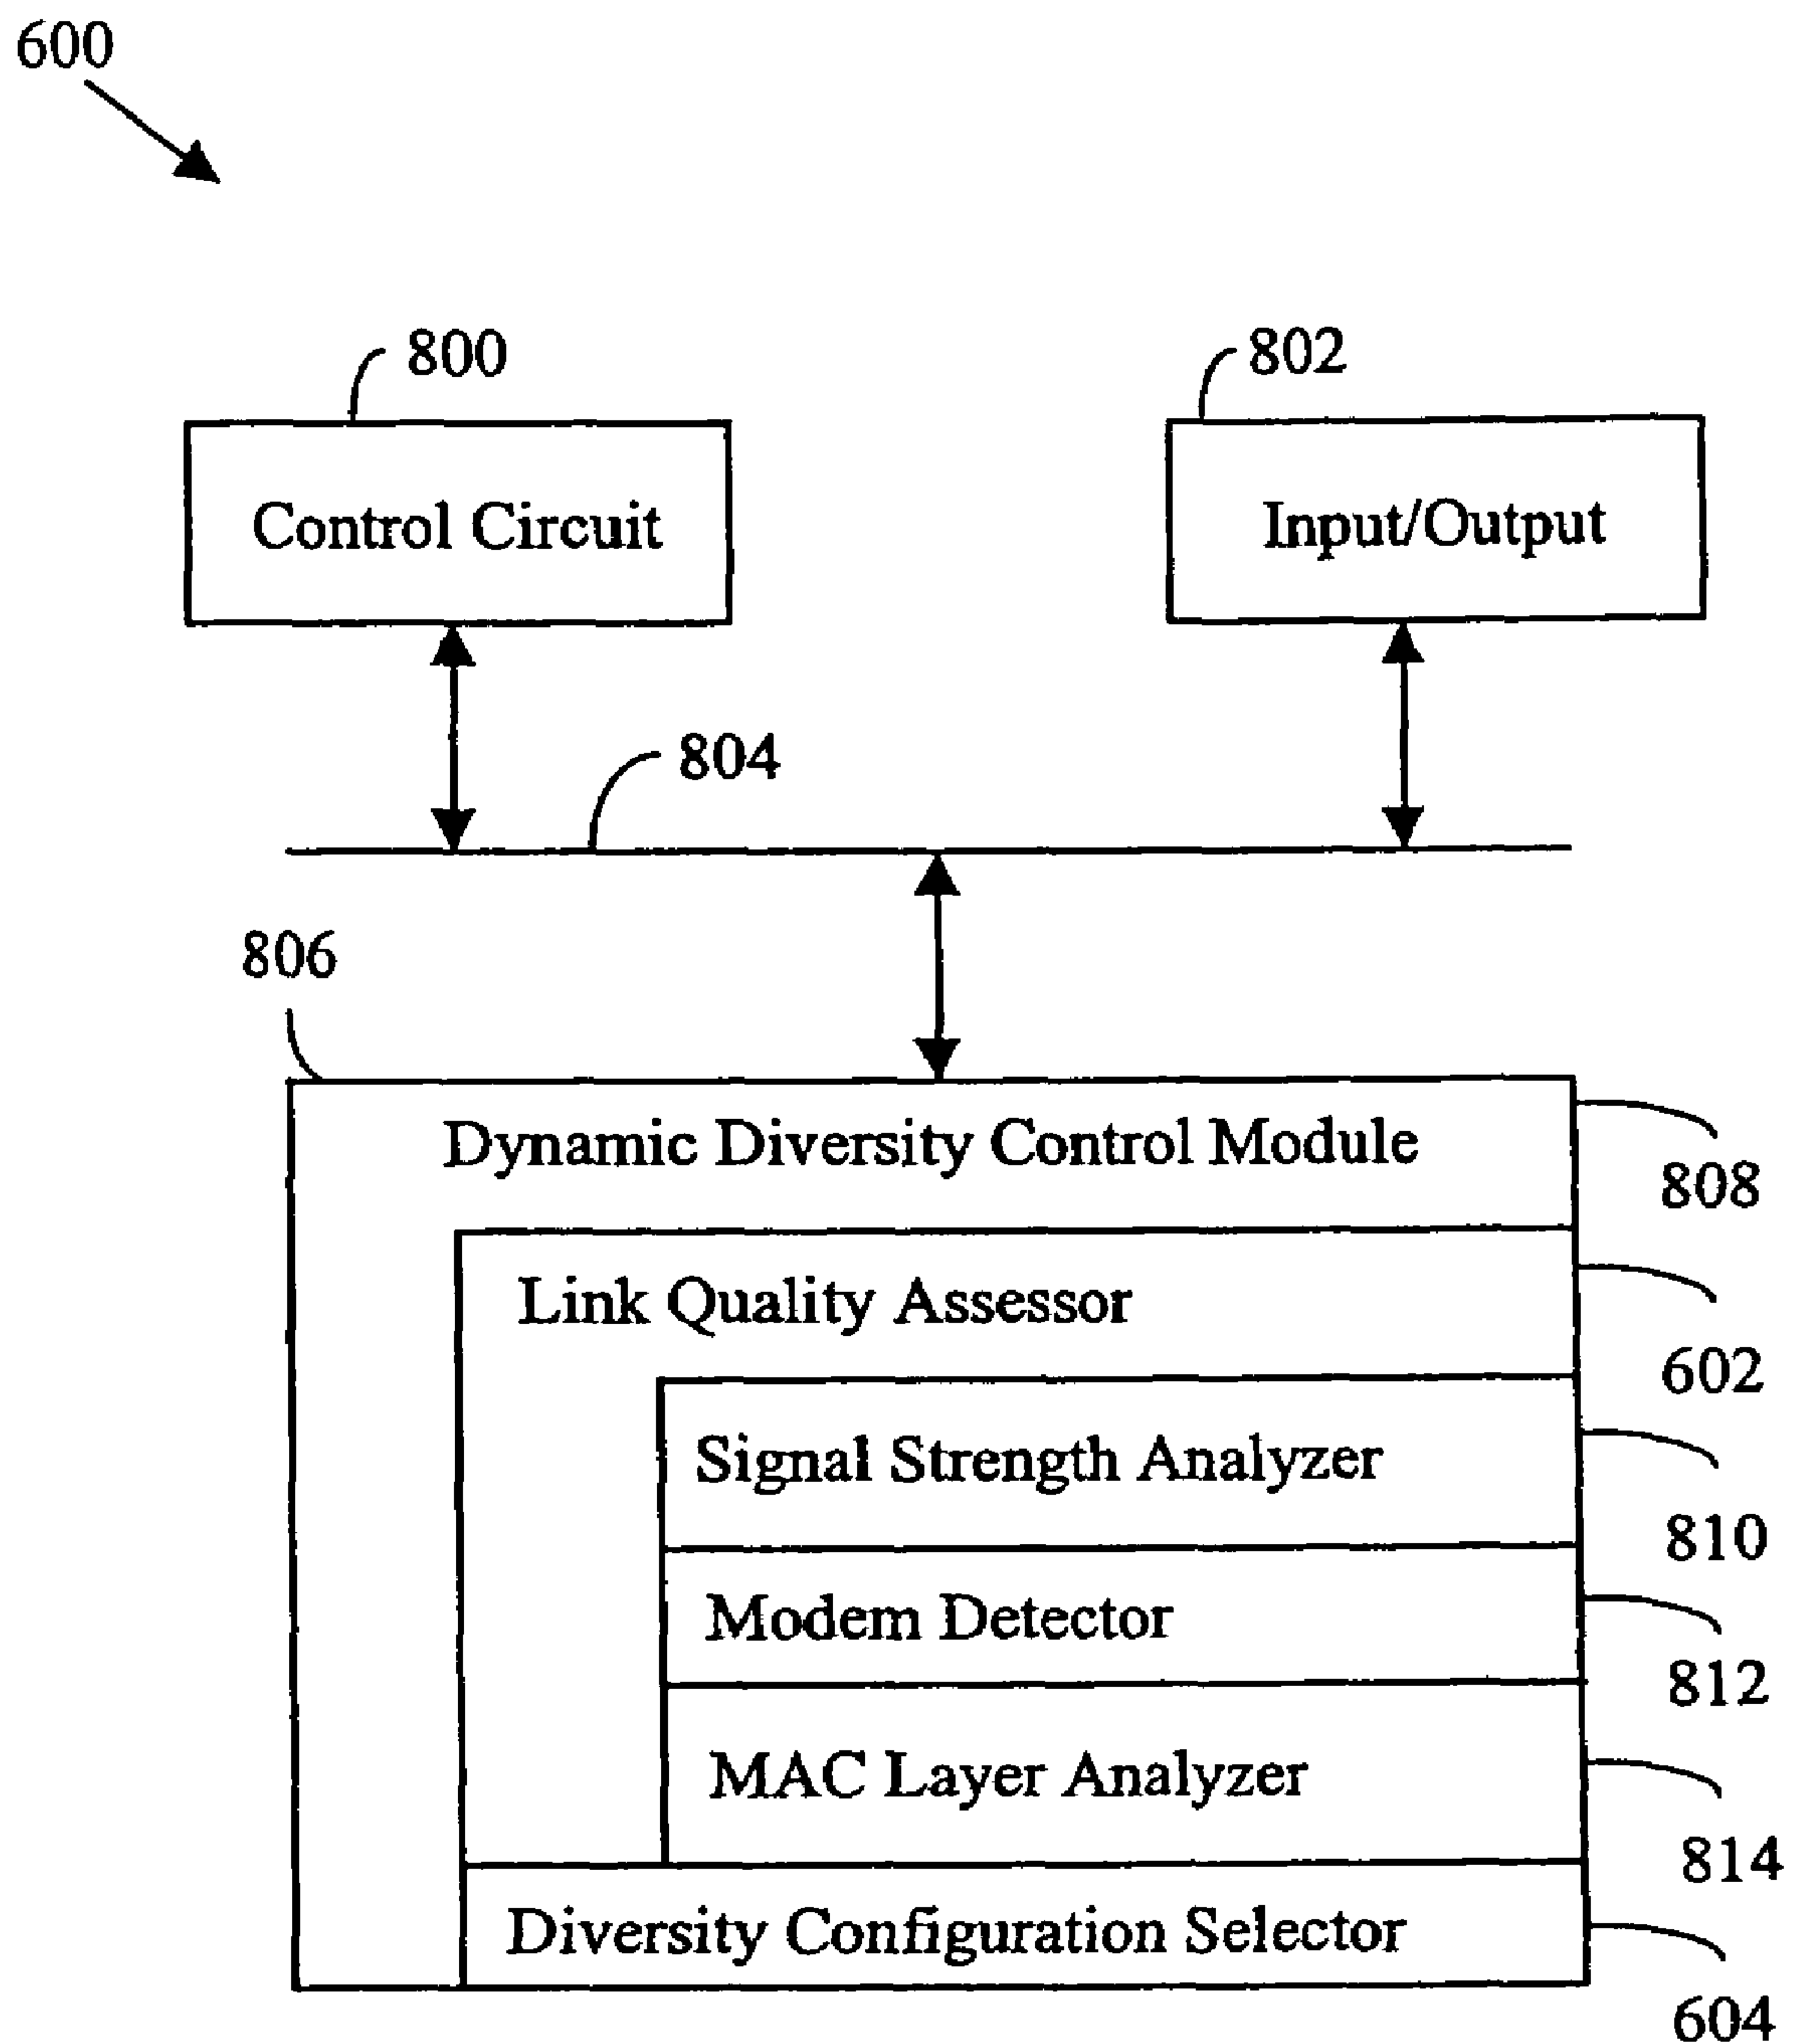 600
800
802
Control Circuit
Input/Output
804
806
Dynamic Diversity Control Module
808
Link Quality Assessor
602
Signal Strength Analyzer
810
Modem Detector
812
MAC Layer Analyzer
814
Diversity Configuration Selector
604